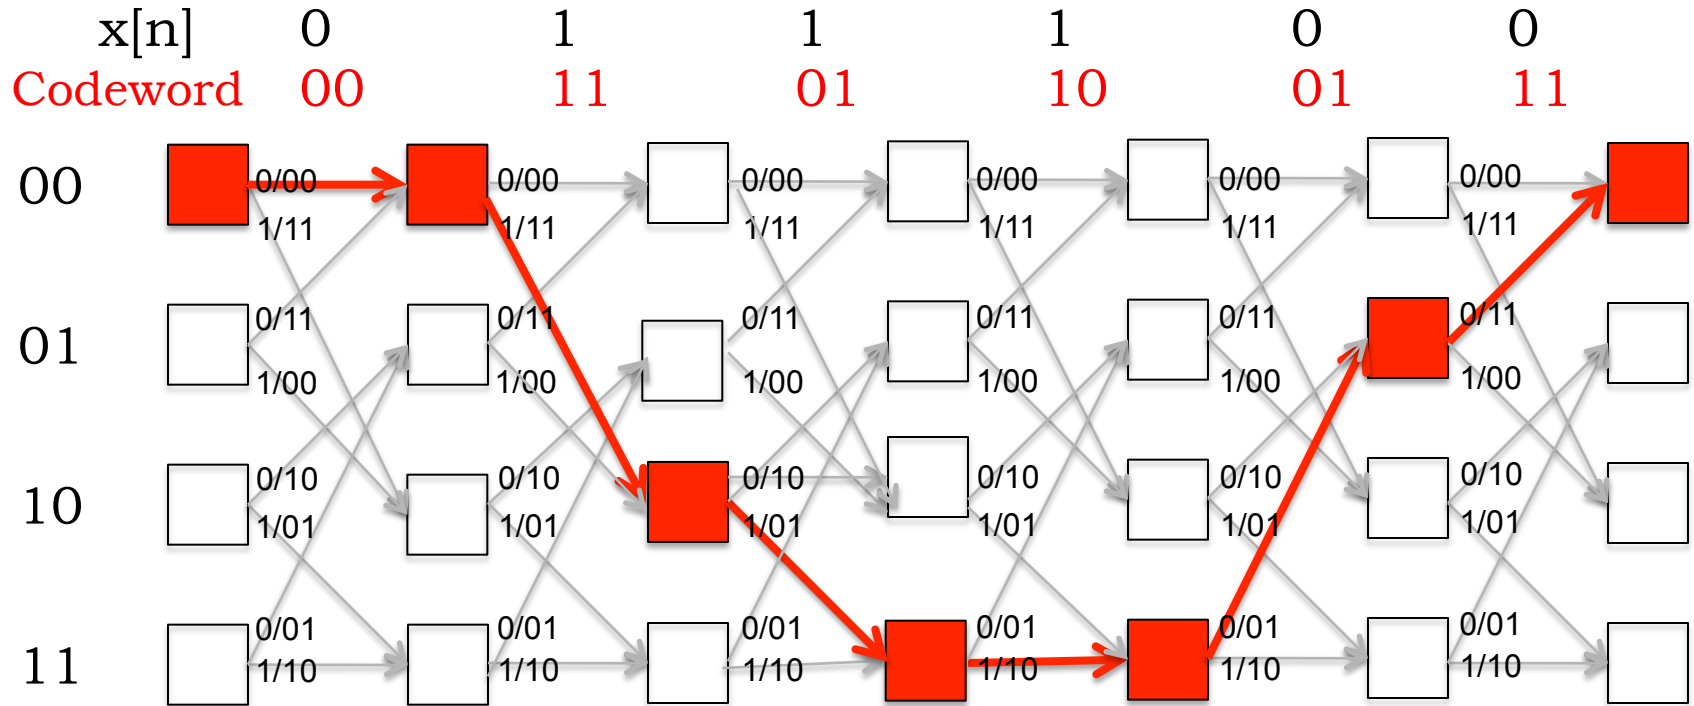 x[n] 0 1 1 1 0 0
Codeword 00 11 01 10 01 11
00 0/00 0/00 0/00 0/00 0/00 0/00
1/11 1/11 1/11 1/11 1/11 1/11
0/11 0/11 0/11 0/11 0/11 0/11
01
1/00 1/00 1/00 1/00 1/00 1/00
0/10 0/10 0/10 0/10 0/10 0/10
10
1/01 1/01 1/01 1/01 1/01 1/01
0/01 0/01 0/01 0/01 0/01 0/01
11 1/10 1/10 1/10 1/10 1/10 1/10